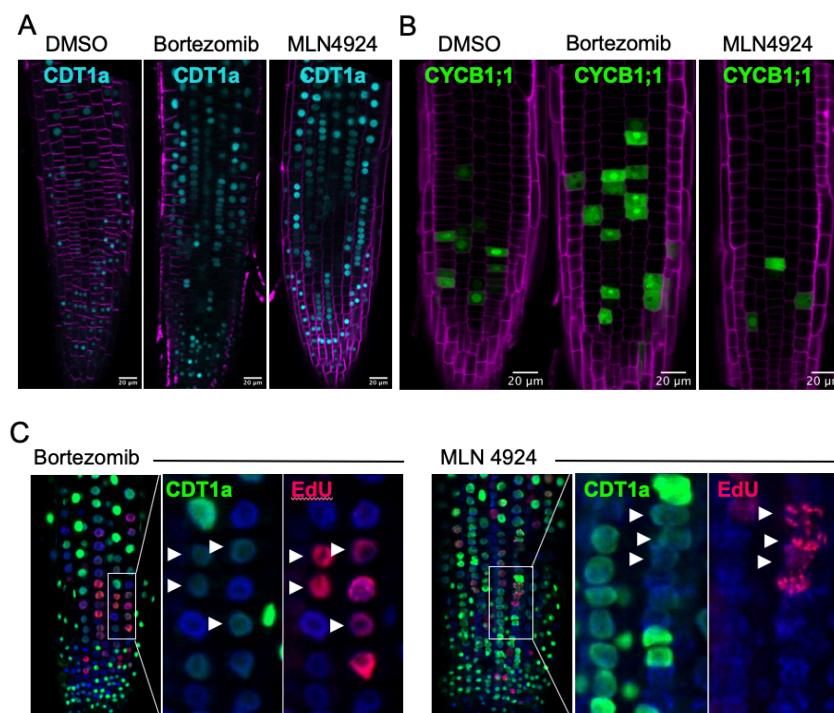 A
DMSO Bortezomib MLN4924
CDT1a CDT1a CDT1a
20 µm 20 µm 20 µm
B
DMSO Bortezomib MLN4924
CYCB1;1 CYCB1;1 CYCB1;1
20 µm 20 µm 20 µm
C
Bortezomib
CDT1a EdU
MLN 4924
CDT1a EdU